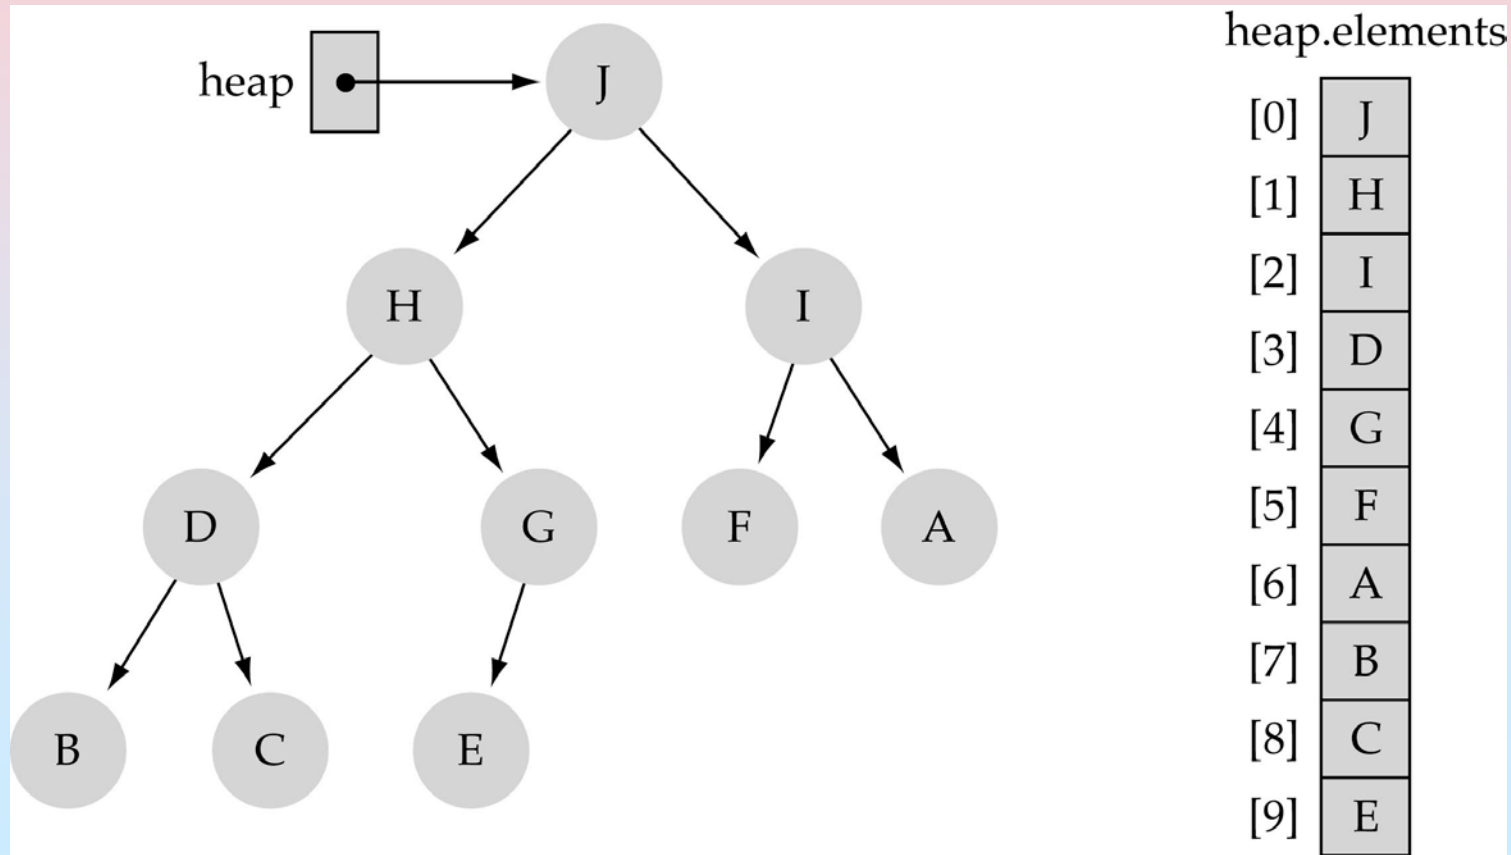 heap
J
H
I
D
G
F
A
B
C
E
heap.elements
[0] J
[1] H
[2] I
[3] D
[4] G
[5] F
[6] A
[7] B
[8] C
[9] E